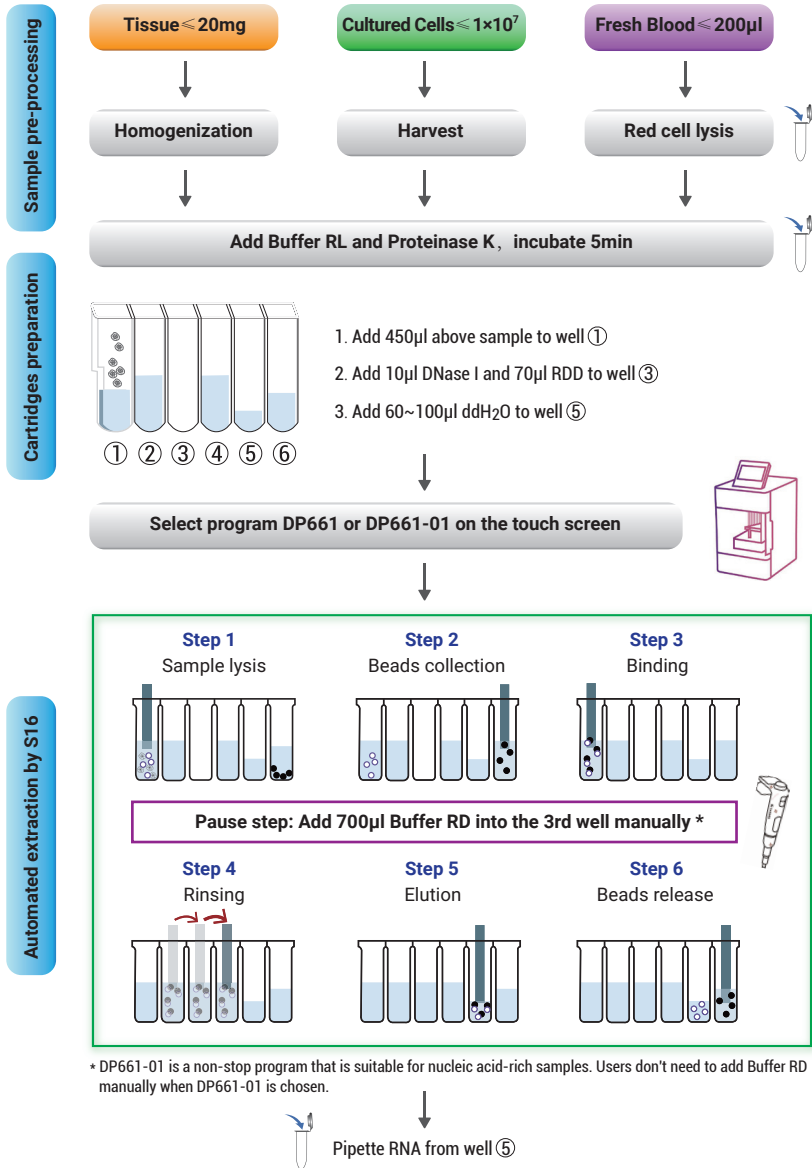 Sample pre-processing
Tissue≤20mg
Cultured Cells≤1×10⁷
Fresh Blood≤200μl
Homogenization
Harvest
Red cell lysis
Add Buffer RL and Proteinase K, incubate 5min
Cartridges preparation
① ② ③ ④ ⑤ ⑥
1. Add 450μl above sample to well ①
2. Add 10μl DNase I and 70μl RDD to well ③
3. Add 60~100μl ddH₂O to well ⑤
Select program DP661 or DP661-01 on the touch screen
Automated extraction by S16
Step 1
Sample lysis
Step 2
Beads collection
Step 3
Binding
Pause step: Add 700μl Buffer RD into the 3rd well manually *
Step 4
Rinsing
Step 5
Elution
Step 6
Beads release
* DP661-01 is a non-stop program that is suitable for nucleic acid-rich samples. Users don't need to add Buffer RD
manually when DP661-01 is chosen.
Pipette RNA from well ⑤